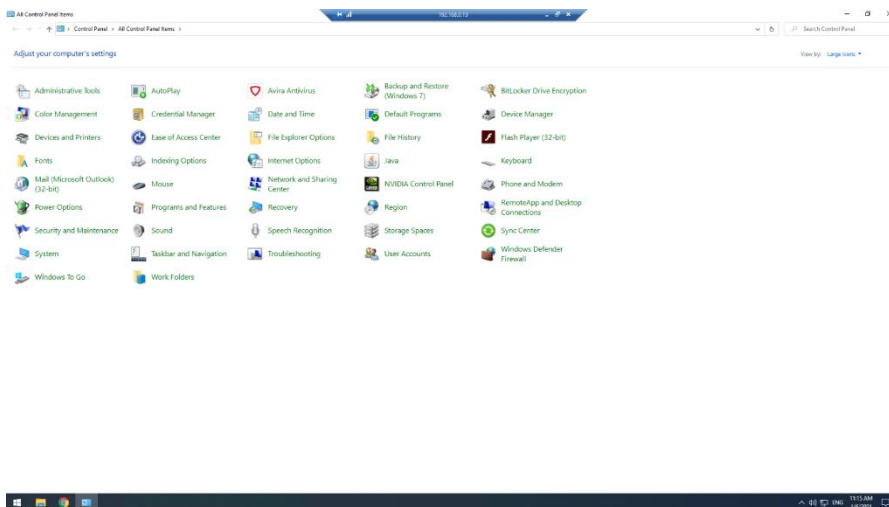 All Control Panel Items
192.168.0.13
Control Panel › All Control Panel Items ›
Search Control Panel
Adjust your computer's settings
View by: Large icons
Administrative Tools
AutoPlay
Avira Antivirus
Backup and Restore
(Windows 7)
BitLocker Drive Encryption
Color Management
Credential Manager
Date and Time
Default Programs
Device Manager
Devices and Printers
Ease of Access Center
File Explorer Options
File History
Flash Player (32-bit)
Fonts
Indexing Options
Internet Options
Java
Keyboard
Mail (Microsoft Outlook)
(32-bit)
Mouse
Network and Sharing
Center
NVIDIA Control Panel
Phone and Modem
Power Options
Programs and Features
Recovery
Region
RemoteApp and Desktop
Connections
Security and Maintenance
Sound
Speech Recognition
Storage Spaces
Sync Center
System
Taskbar and Navigation
Troubleshooting
User Accounts
Windows Defender
Firewall
Windows To Go
Work Folders
ENG
11:15 AM